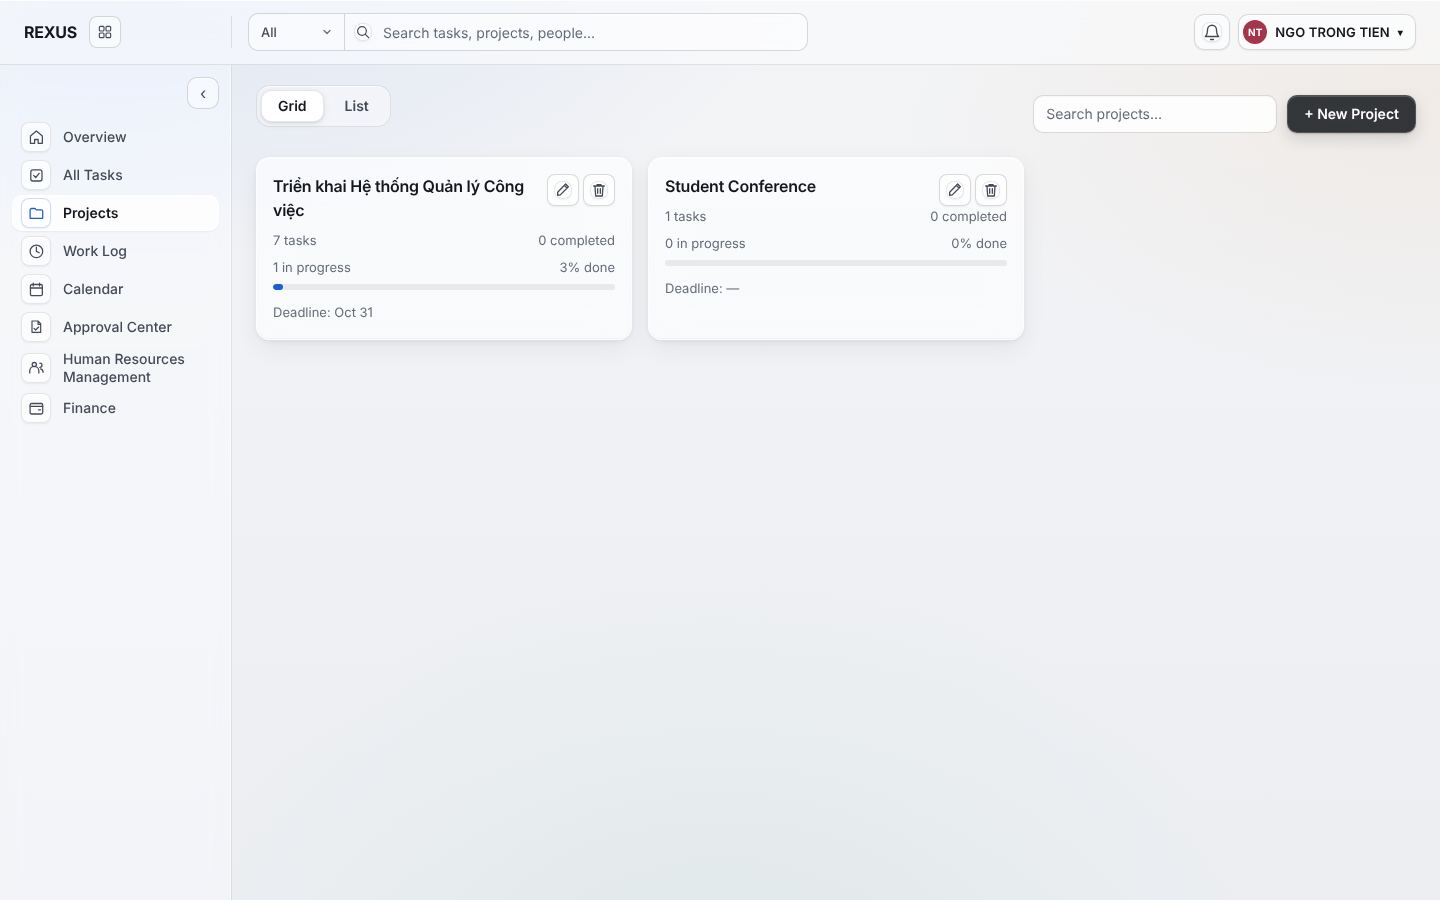 REXUS
All
Search tasks, projects, people...
NT
NGO TRONG TIEN
Overview
All Tasks
Projects
Work Log
Calendar
Approval Center
Human Resources
Management
Finance
Grid
List
Search projects...
+ New Project
Triển khai Hệ thống Quản lý Công
việc
7 tasks
0 completed
1 in progress
3% done
Deadline: Oct 31
Student Conference
1 tasks
0 completed
0 in progress
0% done
Deadline: —